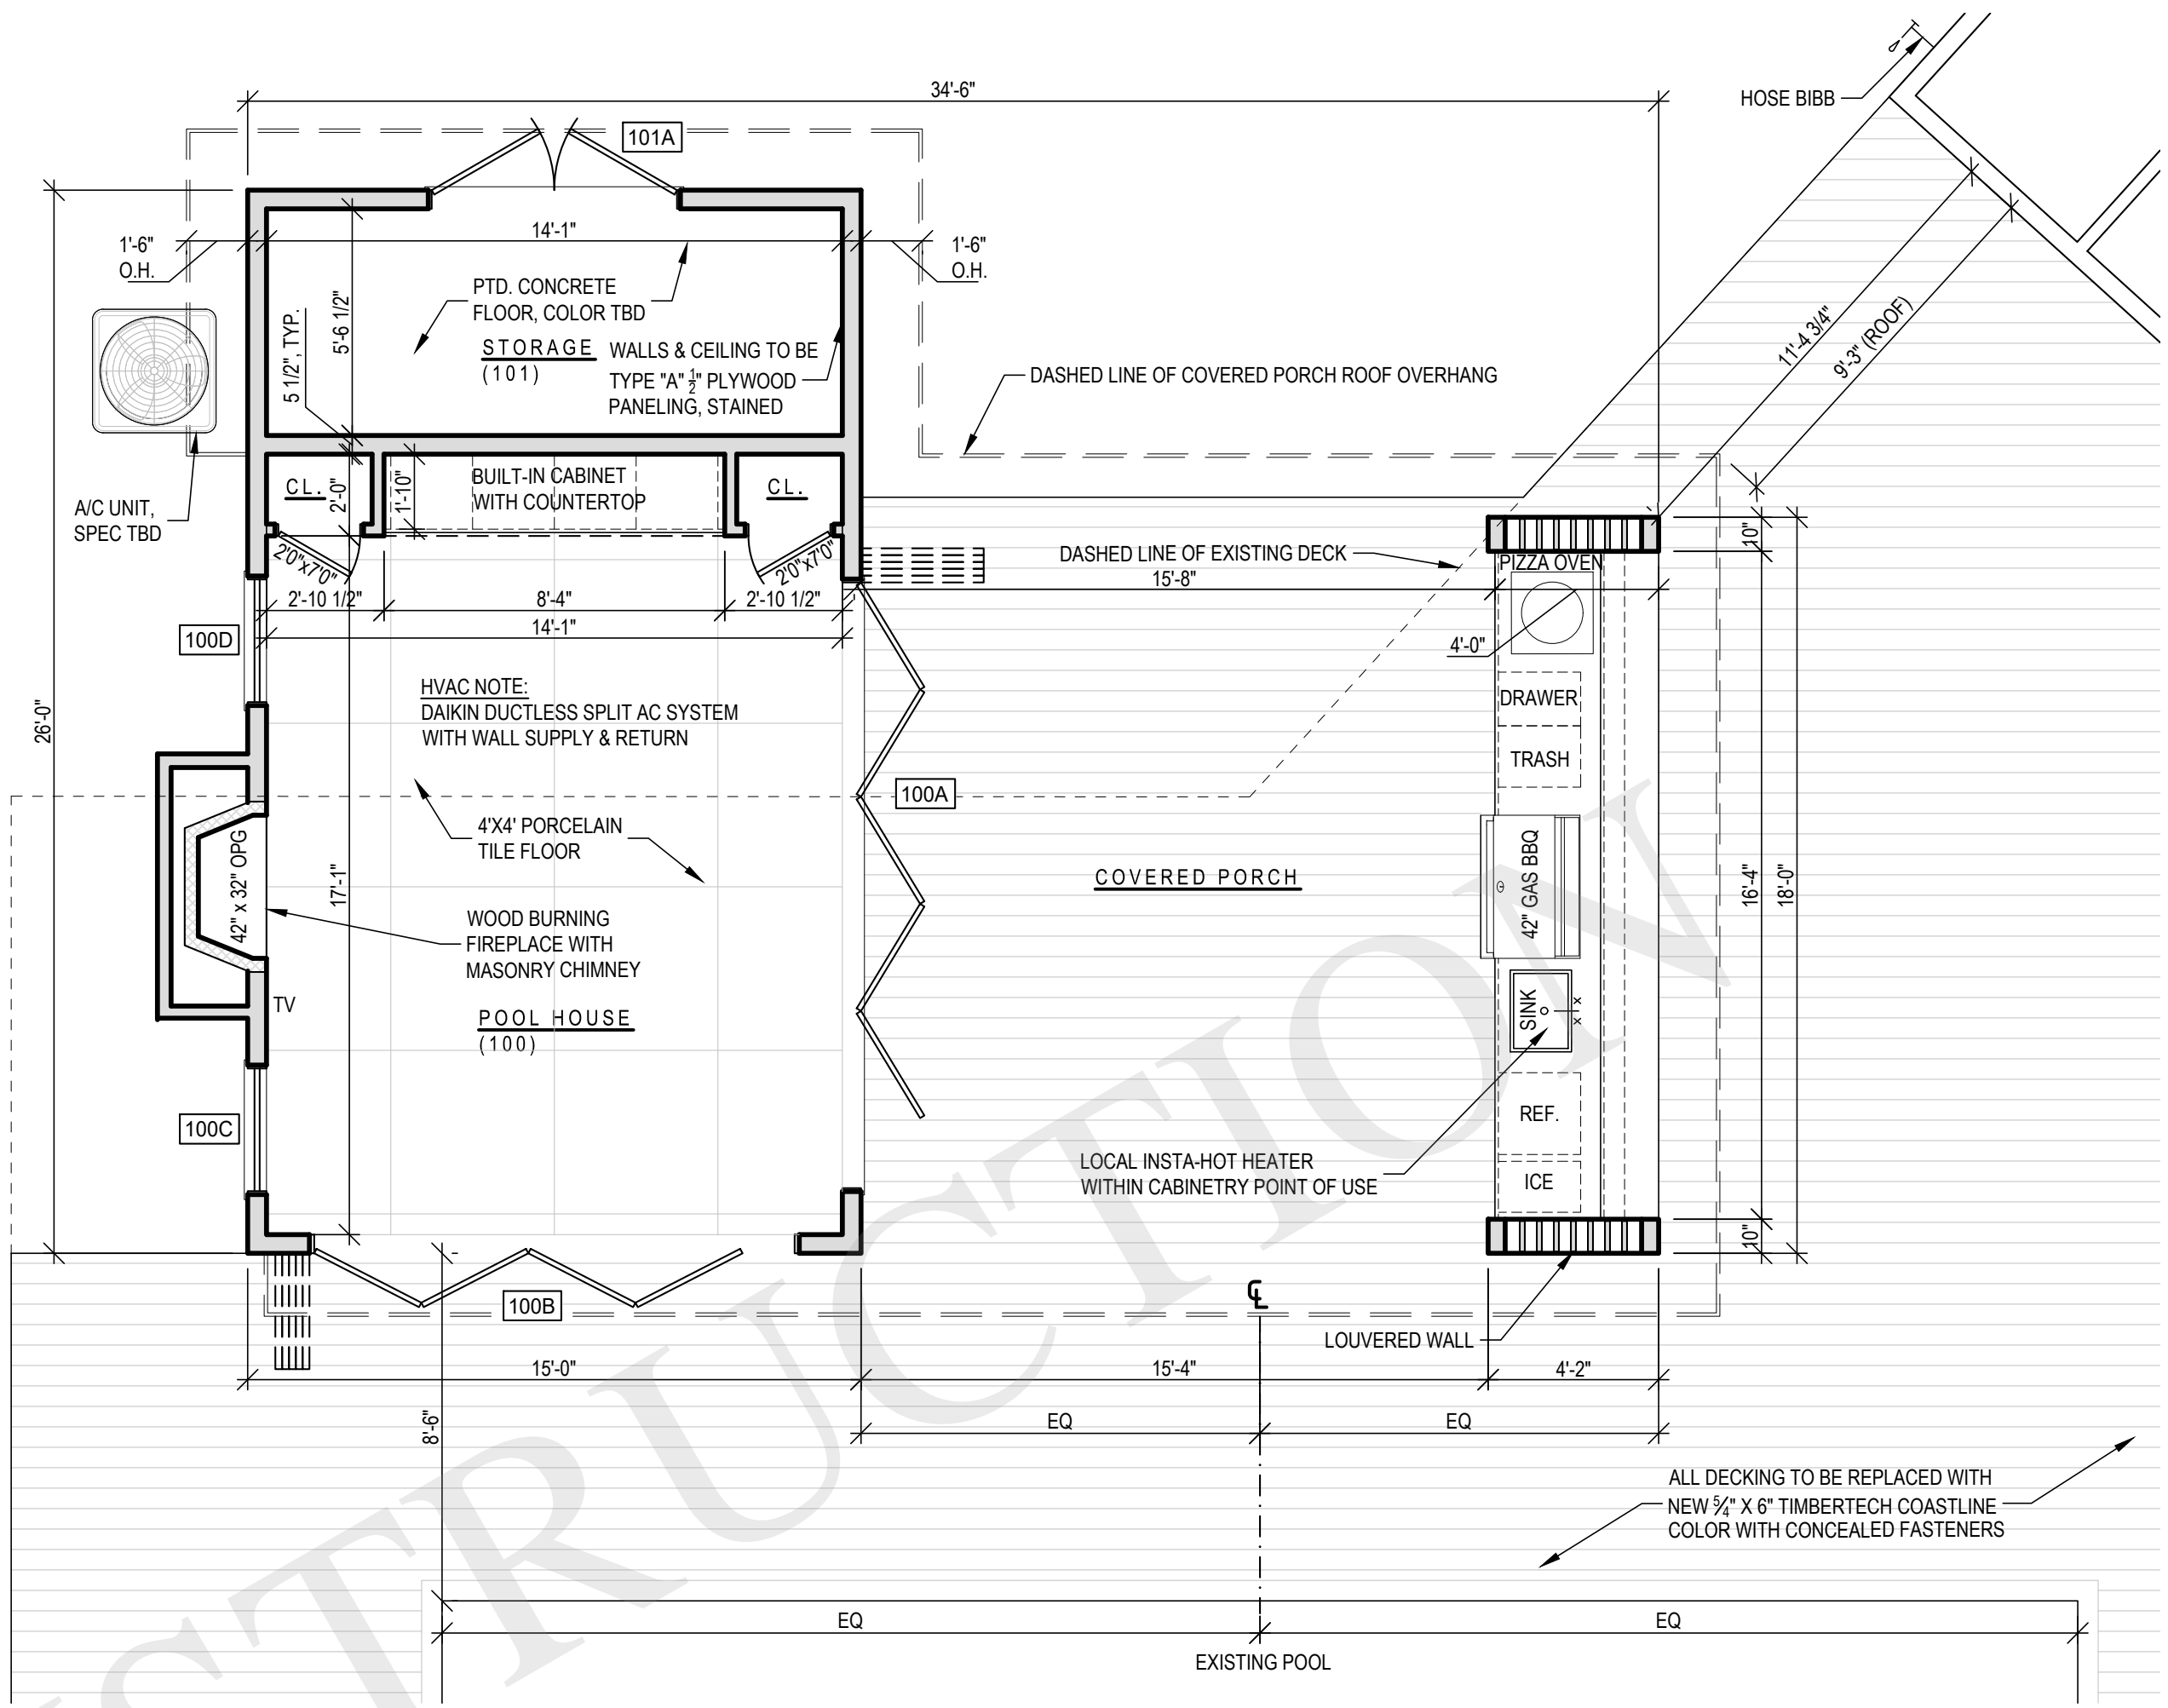 34'-6"
HOSE BIBB
101A
14'-1"
1'-6"
O.H.
1'-6"
O.H.
PTD. CONCRETE
FLOOR, COLOR TBD
5 1/2", TYP.
5'-6 1/2"
STORAGE
(101)
WALLS & CEILING TO BE
TYPE "A" 1/2" PLYWOOD
PANELING, STAINED
11'-4 3/4"
9'-3" (ROOF)
DASHED LINE OF COVERED PORCH ROOF OVERHANG
A/C UNIT,
SPEC TBD
CL.
2'-0"
1'-10"
BUILT-IN CABINET
WITH COUNTERTOP
CL.
2'0"x7'0"
2'0"x7'0"
DASHED LINE OF EXISTING DECK
PIZZA OVEN
10"
15'-8"
2'-10 1/2"
8'-4"
2'-10 1/2"
14'-1"
100D
4'-0"
26'-0"
HVAC NOTE:
DAIKIN DUCTLESS SPLIT AC SYSTEM
WITH WALL SUPPLY & RETURN
DRAWER
TRASH
100A
4'X4' PORCELAIN
TILE FLOOR
42" x 32" OPG
17'-1"
COVERED PORCH
42" GAS BBQ
16'-4"
18'-0"
WOOD BURNING
FIREPLACE WITH
MASONRY CHIMNEY
TV
POOL HOUSE
(100)
SINK
X
X
100C
REF.
LOCAL INSTA-HOT HEATER
WITHIN CABINETRY POINT OF USE
ICE
10"
100B
CL
LOUVERED WALL
15'-0"
15'-4"
4'-2"
8'-6"
EQ
EQ
ALL DECKING TO BE REPLACED WITH
NEW 5/4" X 6" TIMBERTECH COASTLINE
COLOR WITH CONCEALED FASTENERS
EQ
EQ
EXISTING POOL
STRUCTION